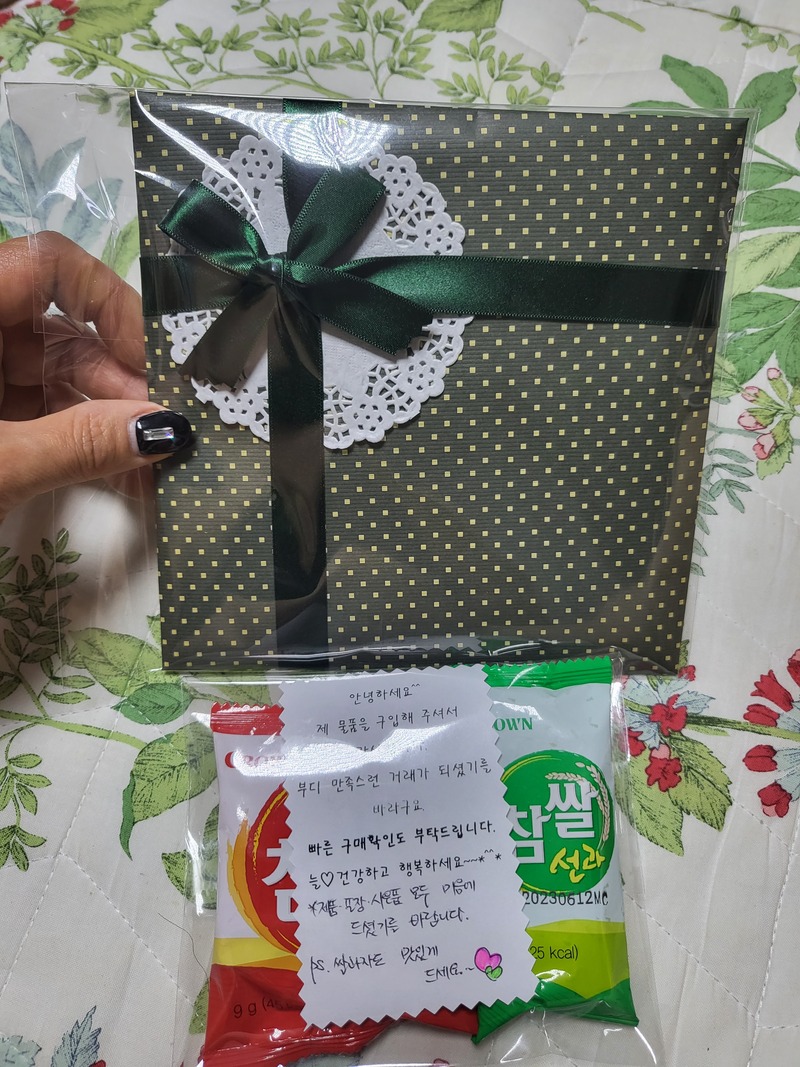 안녕하세요^^
제 물품을 구입해 주셔서
부디 만족스런 거래가 되셨기를
바라구요.
빠른 구매확인도 부탁드립니다.
늘♡건강하고 행복하세요~~*^^*
*제품·포장·사은품 모두 마음에
드셨기를 바랍니다.
ps. 쌀과자도 맛있게
드세요.~
CROWN
9 g
CROWN
참쌀
선과
20230612MC
25 kcal)